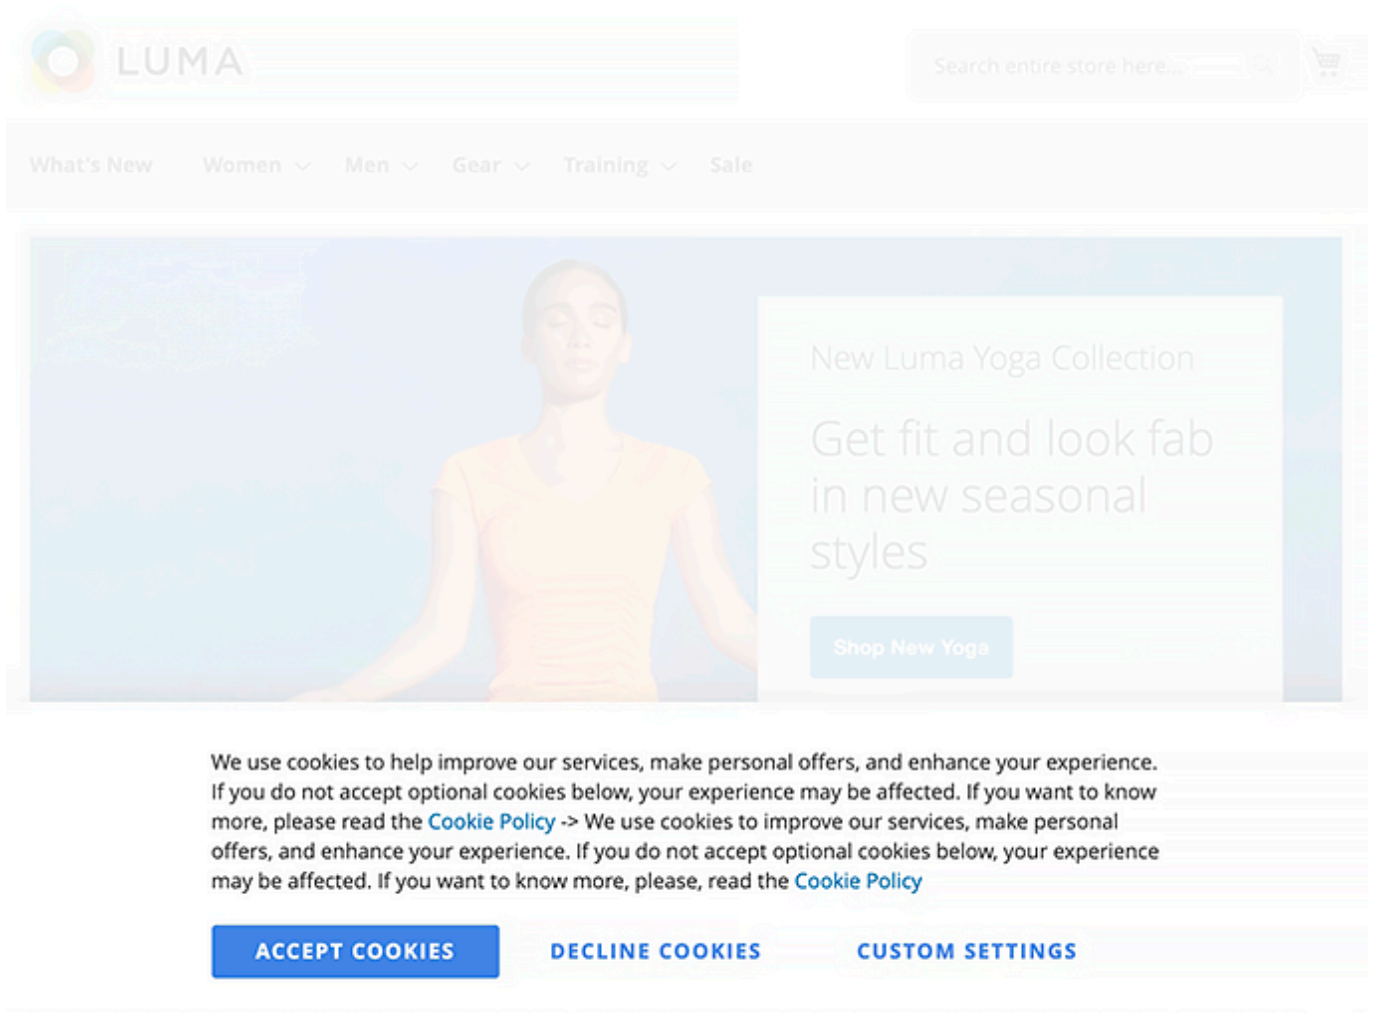 LUMA
Search entire store here...
What's New Women Men Gear Training Sale
New Luma Yoga Collection
Get fit and look fab
in new seasonal
styles
Shop New Yoga
We use cookies to help improve our services, make personal offers, and enhance your experience.
If you do not accept optional cookies below, your experience may be affected. If you want to know
more, please read the Cookie Policy -> We use cookies to improve our services, make personal
offers, and enhance your experience. If you do not accept optional cookies below, your experience
may be affected. If you want to know more, please, read the Cookie Policy
ACCEPT COOKIES DECLINE COOKIES CUSTOM SETTINGS